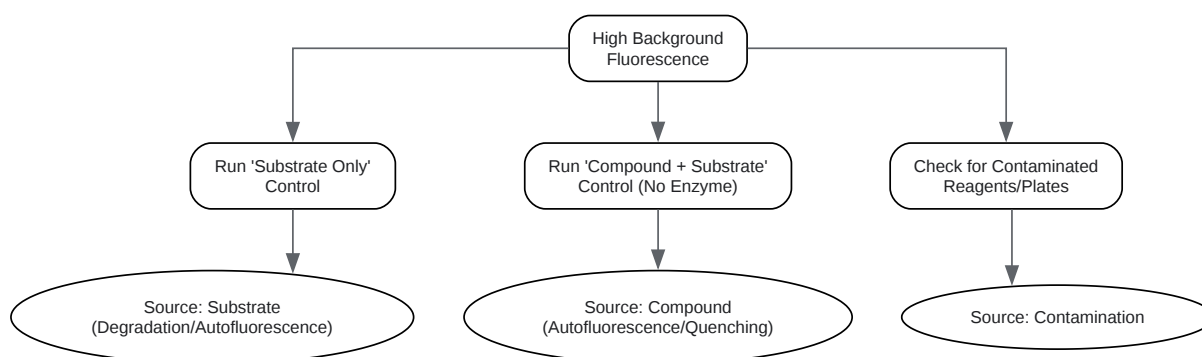 High Background
Fluorescence
Run 'Substrate Only'
Control
Run 'Compound + Substrate'
Control (No Enzyme)
Check for Contaminated
Reagents/Plates
Source: Substrate
(Degradation/Autofluorescence)
Source: Compound
(Autofluorescence/Quenching)
Source: Contamination